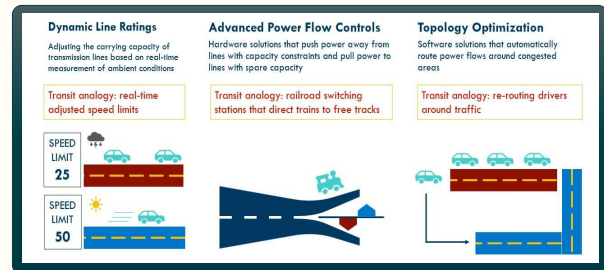 Dynamic Line Ratings
Adjusting the carrying capacity of
transmission lines based on real-time
measurement of ambient conditions
Transit analogy: real-time
adjusted speed limits
SPEED
LIMIT
25
SPEED
LIMIT
50
Advanced Power Flow Controls
Hardware solutions that push power away from
lines with capacity constraints and pull power to
lines with spare capacity
Transit analogy: railroad switching
stations that direct trains to free tracks
Topology Optimization
Software solutions that automatically
route power flows around congested
areas
Transit analogy: re-routing drivers
around traffic